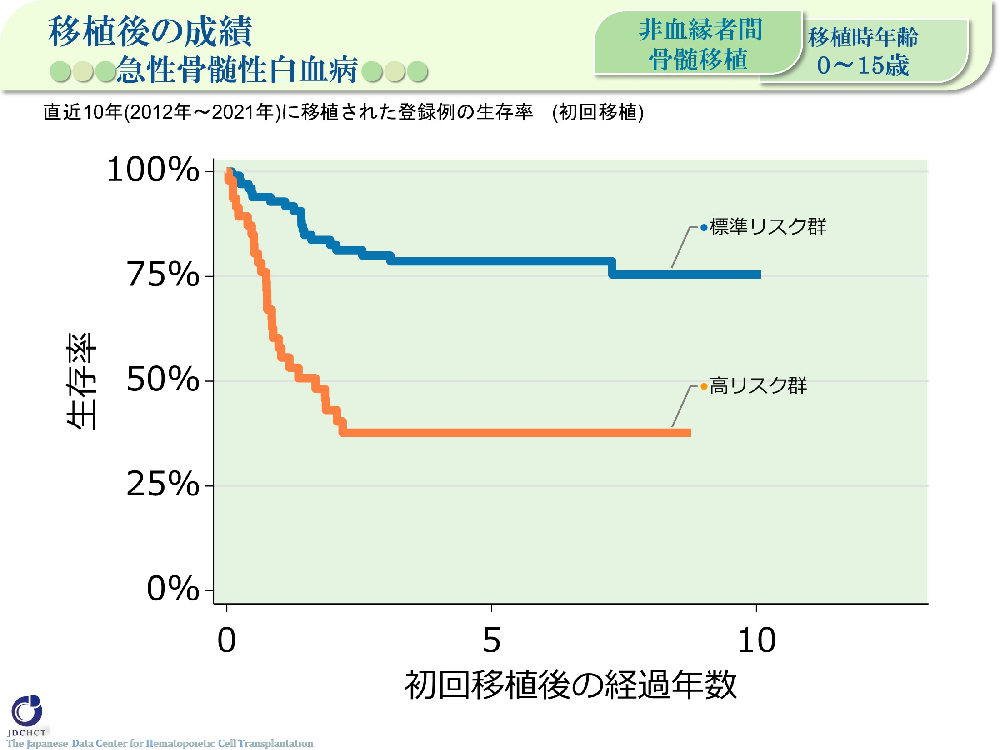 移植後の成績
急性骨髄性白血病
非血縁者間
骨髄移植
移植時年齢
0～15歳
直近10年(2012年～2021年)に移植された登録例の生存率　(初回移植)
100%
75%
50%
25%
0%
生存率
標準リスク群
高リスク群
0
5
10
初回移植後の経過年数
JDCHCT
The Japanese Data Center for Hematopoietic Cell Transplantation